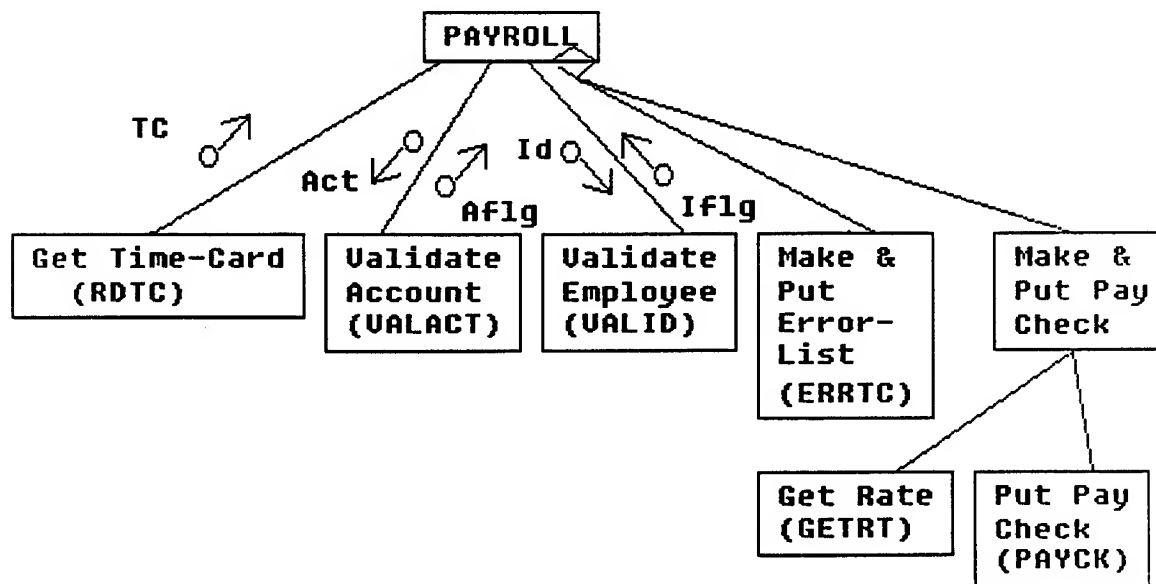 PAYROLL
TC
Act
Aflg
Id
Iflg
Get Time-Card
(RDTC)
Validate
Account
(VALACT)
Validate
Employee
(VALID)
Make &
Put
Error-
List
(ERRTC)
Make &
Put Pay
Check
Get Rate
(GETRT)
Put Pay
Check
(PAYCK)